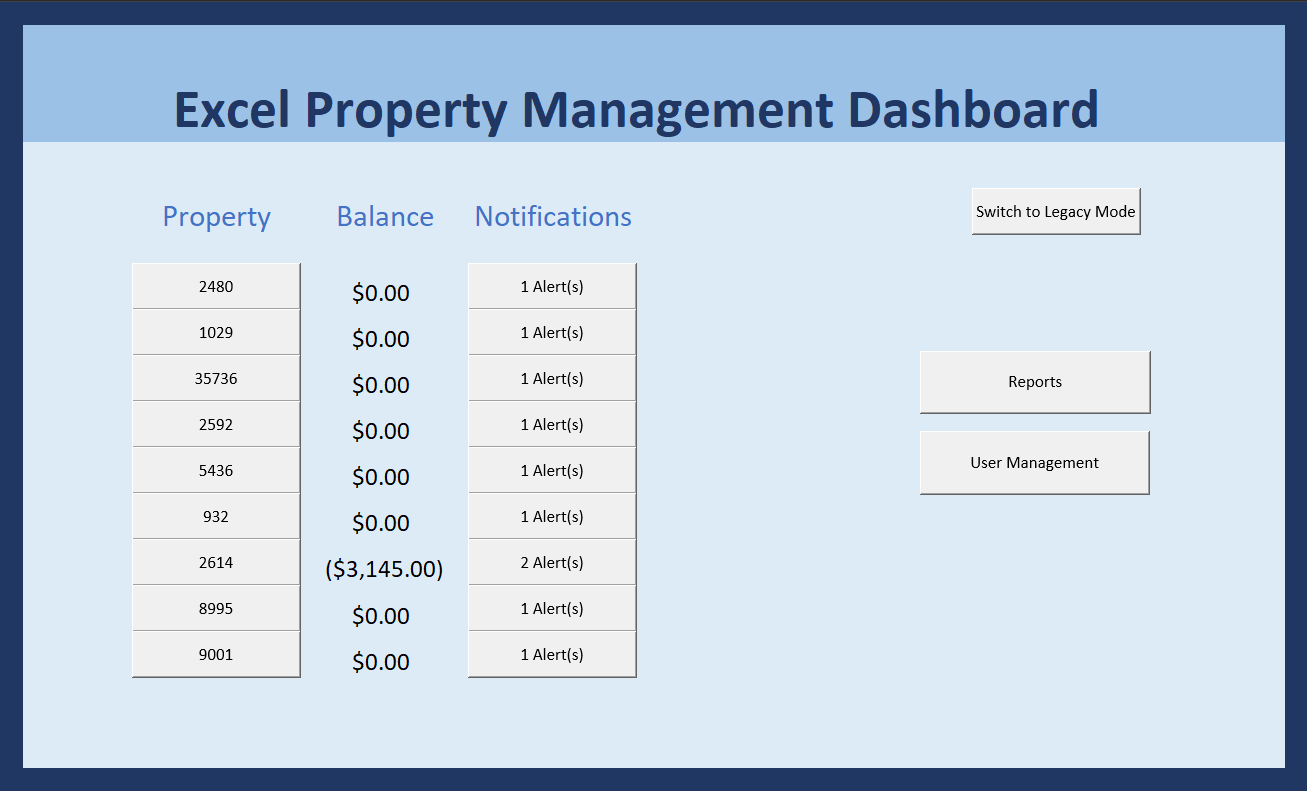 Excel Property Management Dashboard
Property Balance Notifications
Switch to Legacy Mode
2480 $0.00 1 Alert(s)
1029 $0.00 1 Alert(s)
35736 $0.00 1 Alert(s)
2592 $0.00 1 Alert(s)
5436 $0.00 1 Alert(s)
932 $0.00 1 Alert(s)
2614 ($3,145.00) 2 Alert(s)
8995 $0.00 1 Alert(s)
9001 $0.00 1 Alert(s)
Reports
User Management